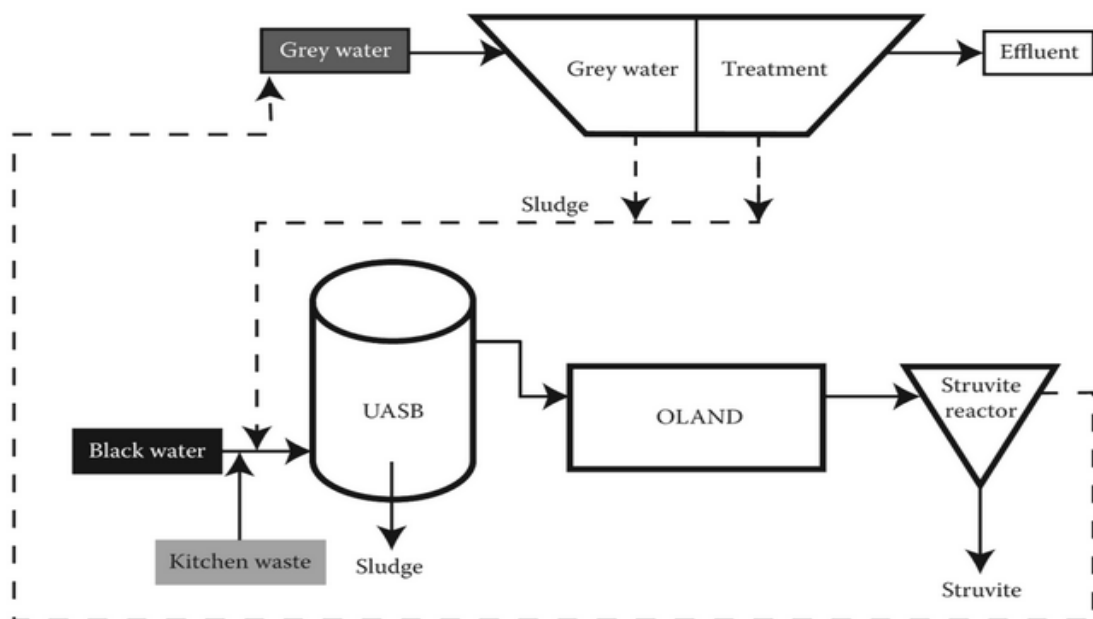 Grey water
Grey water
Treatment
Effluent
Sludge
UASB
OLAND
Struvite
reactor
Black water
Kitchen waste
Sludge
Struvite